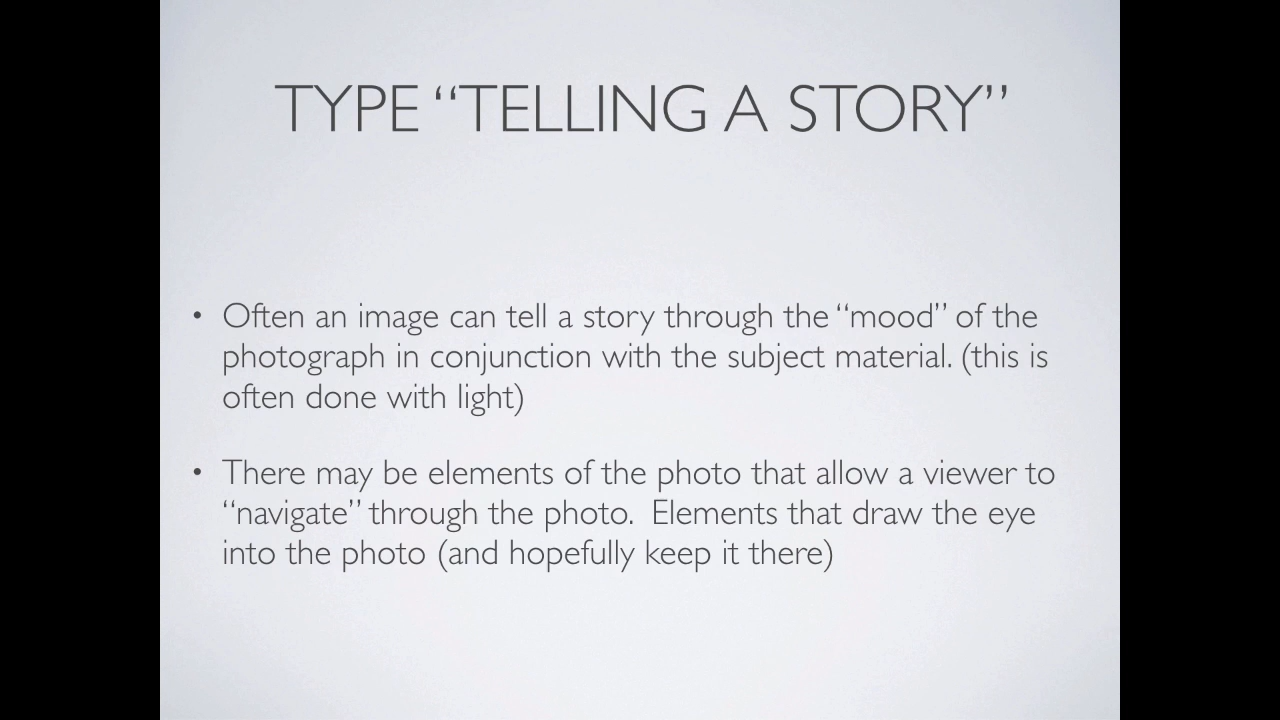 TYPE “TELLING A STORY”
• Often an image can tell a story through the “mood” of the
photograph in conjunction with the subject material. (this is
often done with light)
• There may be elements of the photo that allow a viewer to
“navigate” through the photo.  Elements that draw the eye
into the photo (and hopefully keep it there)